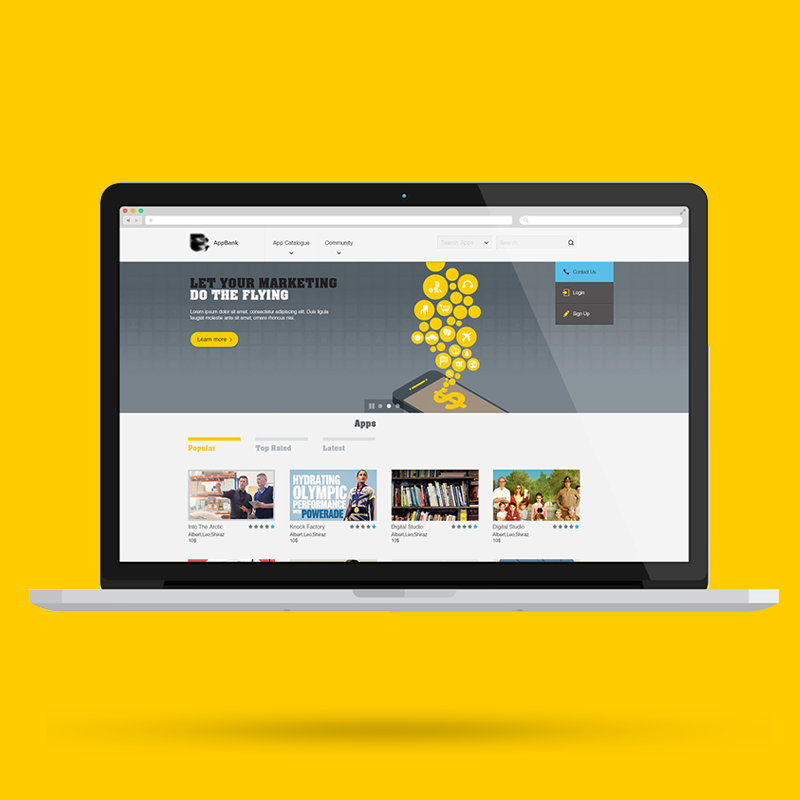 AppBank
App Catalogue
Community
Search Apps
Search
LET YOUR MARKETING
DO THE FLYING
Lorem ipsum dolor sit amet, consectetur adipiscing elit. Duis ligula
feugiat molestie ante sit amet, ornare rhoncus nisi.
Learn more
Contact Us
Login
Sign Up
$
Apps
Popular
Top Rated
Latest
HYDRATING
OLYMPIC
PERFORMANCE
POWERADE
Into The Arctic
Albert,Leo,Shiraz
10$
Knock Factory
Albert,Leo,Shiraz
10$
Digital Studio
Albert,Leo,Shiraz
10$
Digital Studio
Albert,Leo,Shiraz
10$